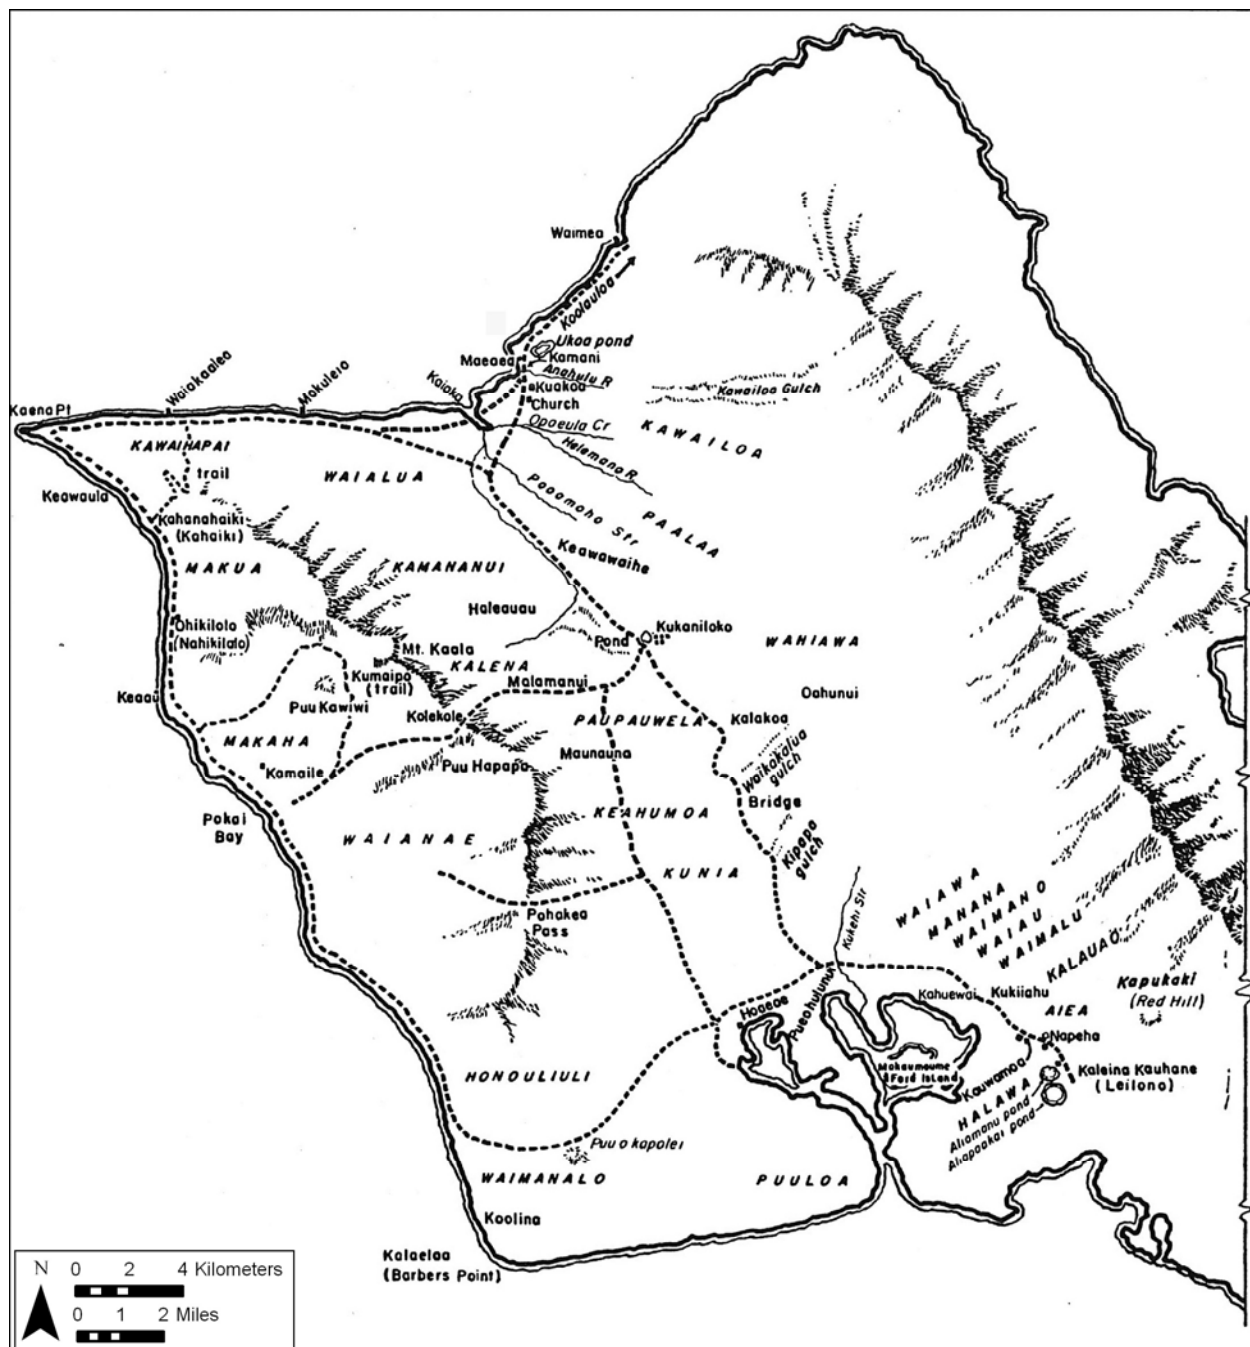 Waimea
Koolauloa
Ukoa pond
Maeaea
Kamani
Anahulu R
Kawailoa Gulch
Kuakoa
Church
Waiakaalea
Mokuleia
Kaioka
Kaena Pt
Opaeula Cr
KAWAILOA
Helemano R
KAWAIHAPAI
trail
WAIALUA
Keawaula
Kahanahaiki
(Kahaiki)
Pooomoho Str
PAALAA
Keawawaihe
MAKUA
KAMANANUI
Haleauau
Ohikilolo
(Nahikilalo)
Kukaniloko
WAHIAWA
Pond
Mt. Kaala
KALENA
Kumaipo
(trail)
Malamanui
Oahunui
Keaau
Puu Kawiwi
Kolekole
PAUPAUWELA
Kalakoa
MAKAHA
Kamaile
Puu Hapapa
Maunauna
Waikakalua
gulch
Bridge
Pokai
Bay
WAIANAE
KEAHUMOA
Kipapa
gulch
KUNIA
Pohakea
Pass
Kukehi Str
WAIAWA
MANANA
WAIMANO
WAIAU
WAIMALU
KALAUAO
Kapukaki
(Red Hill)
Kahuewai
Kukiiahu
AIEA
Hoaeae
Pueohulunui
Napeha
Mokuumoume
Ford Island
Kauwamoa
Kaleina Kauhane
(Leilono)
HALAWA
Aliamanu pond
Aliapaakai pond
HONOULIULI
Puu o kapolei
WAIMANALO
PUULOA
Koolina
Kalaeloa
(Barbers Point)
N
0 2 4 Kilometers
0 1 2 Miles